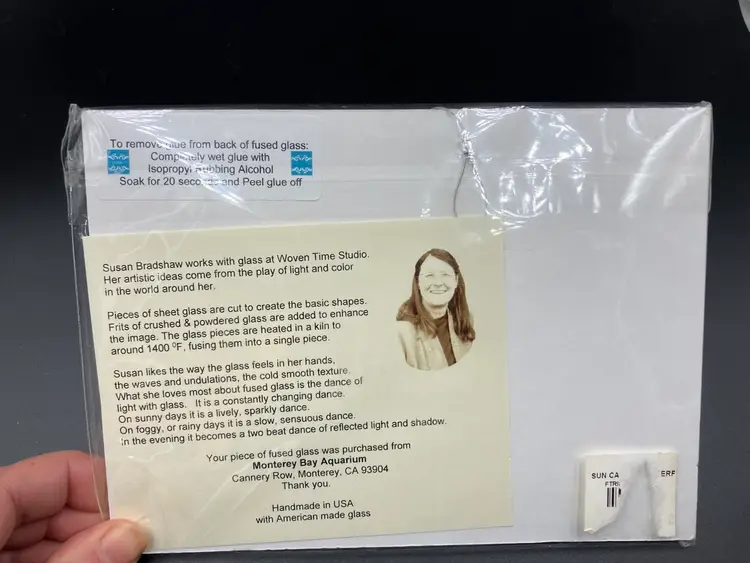 To remove glue from back of fused glass:
Completely wet glue with
Isopropyl Rubbing Alcohol
Soak for 20 seconds and Peel glue off
Susan Bradshaw works with glass at Woven Time Studio.
Her artistic ideas come from the play of light and color
in the world around her.
Pieces of sheet glass are cut to create the basic shapes.
Frits of crushed & powdered glass are added to enhance
the image. The glass pieces are heated in a kiln to
around 1400 ⁰F, fusing them into a single piece.
Susan likes the way the glass feels in her hands,
the waves and undulations, the cold smooth texture.
What she loves most about fused glass is the dance of
light with glass. It is a constantly changing dance.
On sunny days it is a lively, sparkly dance.
On foggy, or rainy days it is a slow, sensuous dance.
In the evening it becomes a two beat dance of reflected light and shadow.
Your piece of fused glass was purchased from
Monterey Bay Aquarium
Cannery Row, Monterey, CA 93904
Thank you.
Handmade in USA
with American made glass
SUN CA